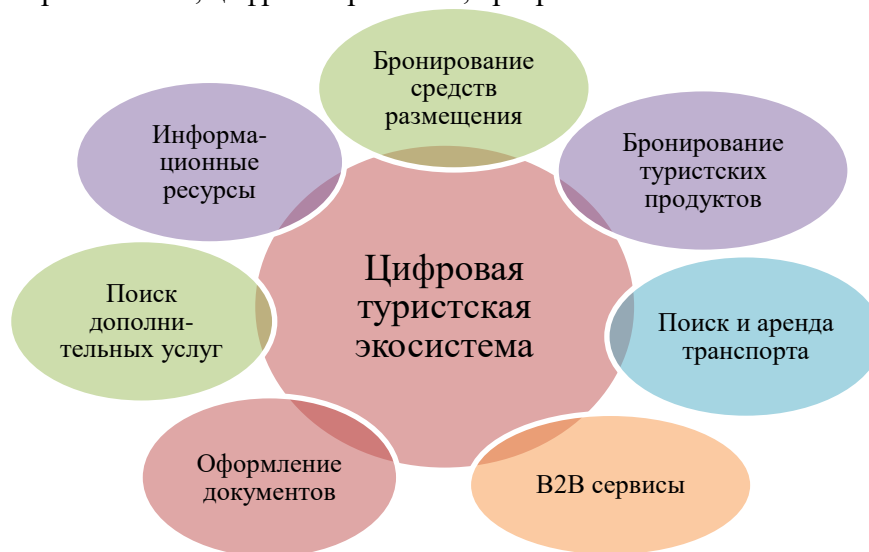 Бронирование
средств
размещения
Информа-
ционные
ресурсы
Бронирование
туристских
продуктов
Цифровая
туристская
экосистема
Поиск
дополни-
тельных услуг
Поиск и аренда
транспорта
Оформление
документов
B2B сервисы